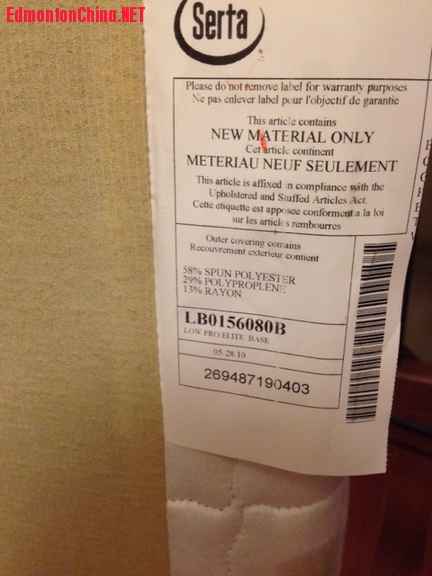 EdmontonChina.NET
Serta
Please do not remove label for warranty purposes
Ne pas enlever label pour l'objectif de garantie
This article contains
NEW MATERIAL ONLY
Cet article continent
METERIAU NEUF SEULEMENT
This article is affixed in compliance with the
Upholstered and Stuffed Articles Act.
Cette etiquette est apposee conforment a la loi
sur les articles rembourres
Outer covering contains
Recouvrement exterieur contient
58% SPUN POLYESTER
29% POLYPROPLENE
13% RAYON
LB0156080B
LOW PRO ELITE BASE
05-28-10
269487190403